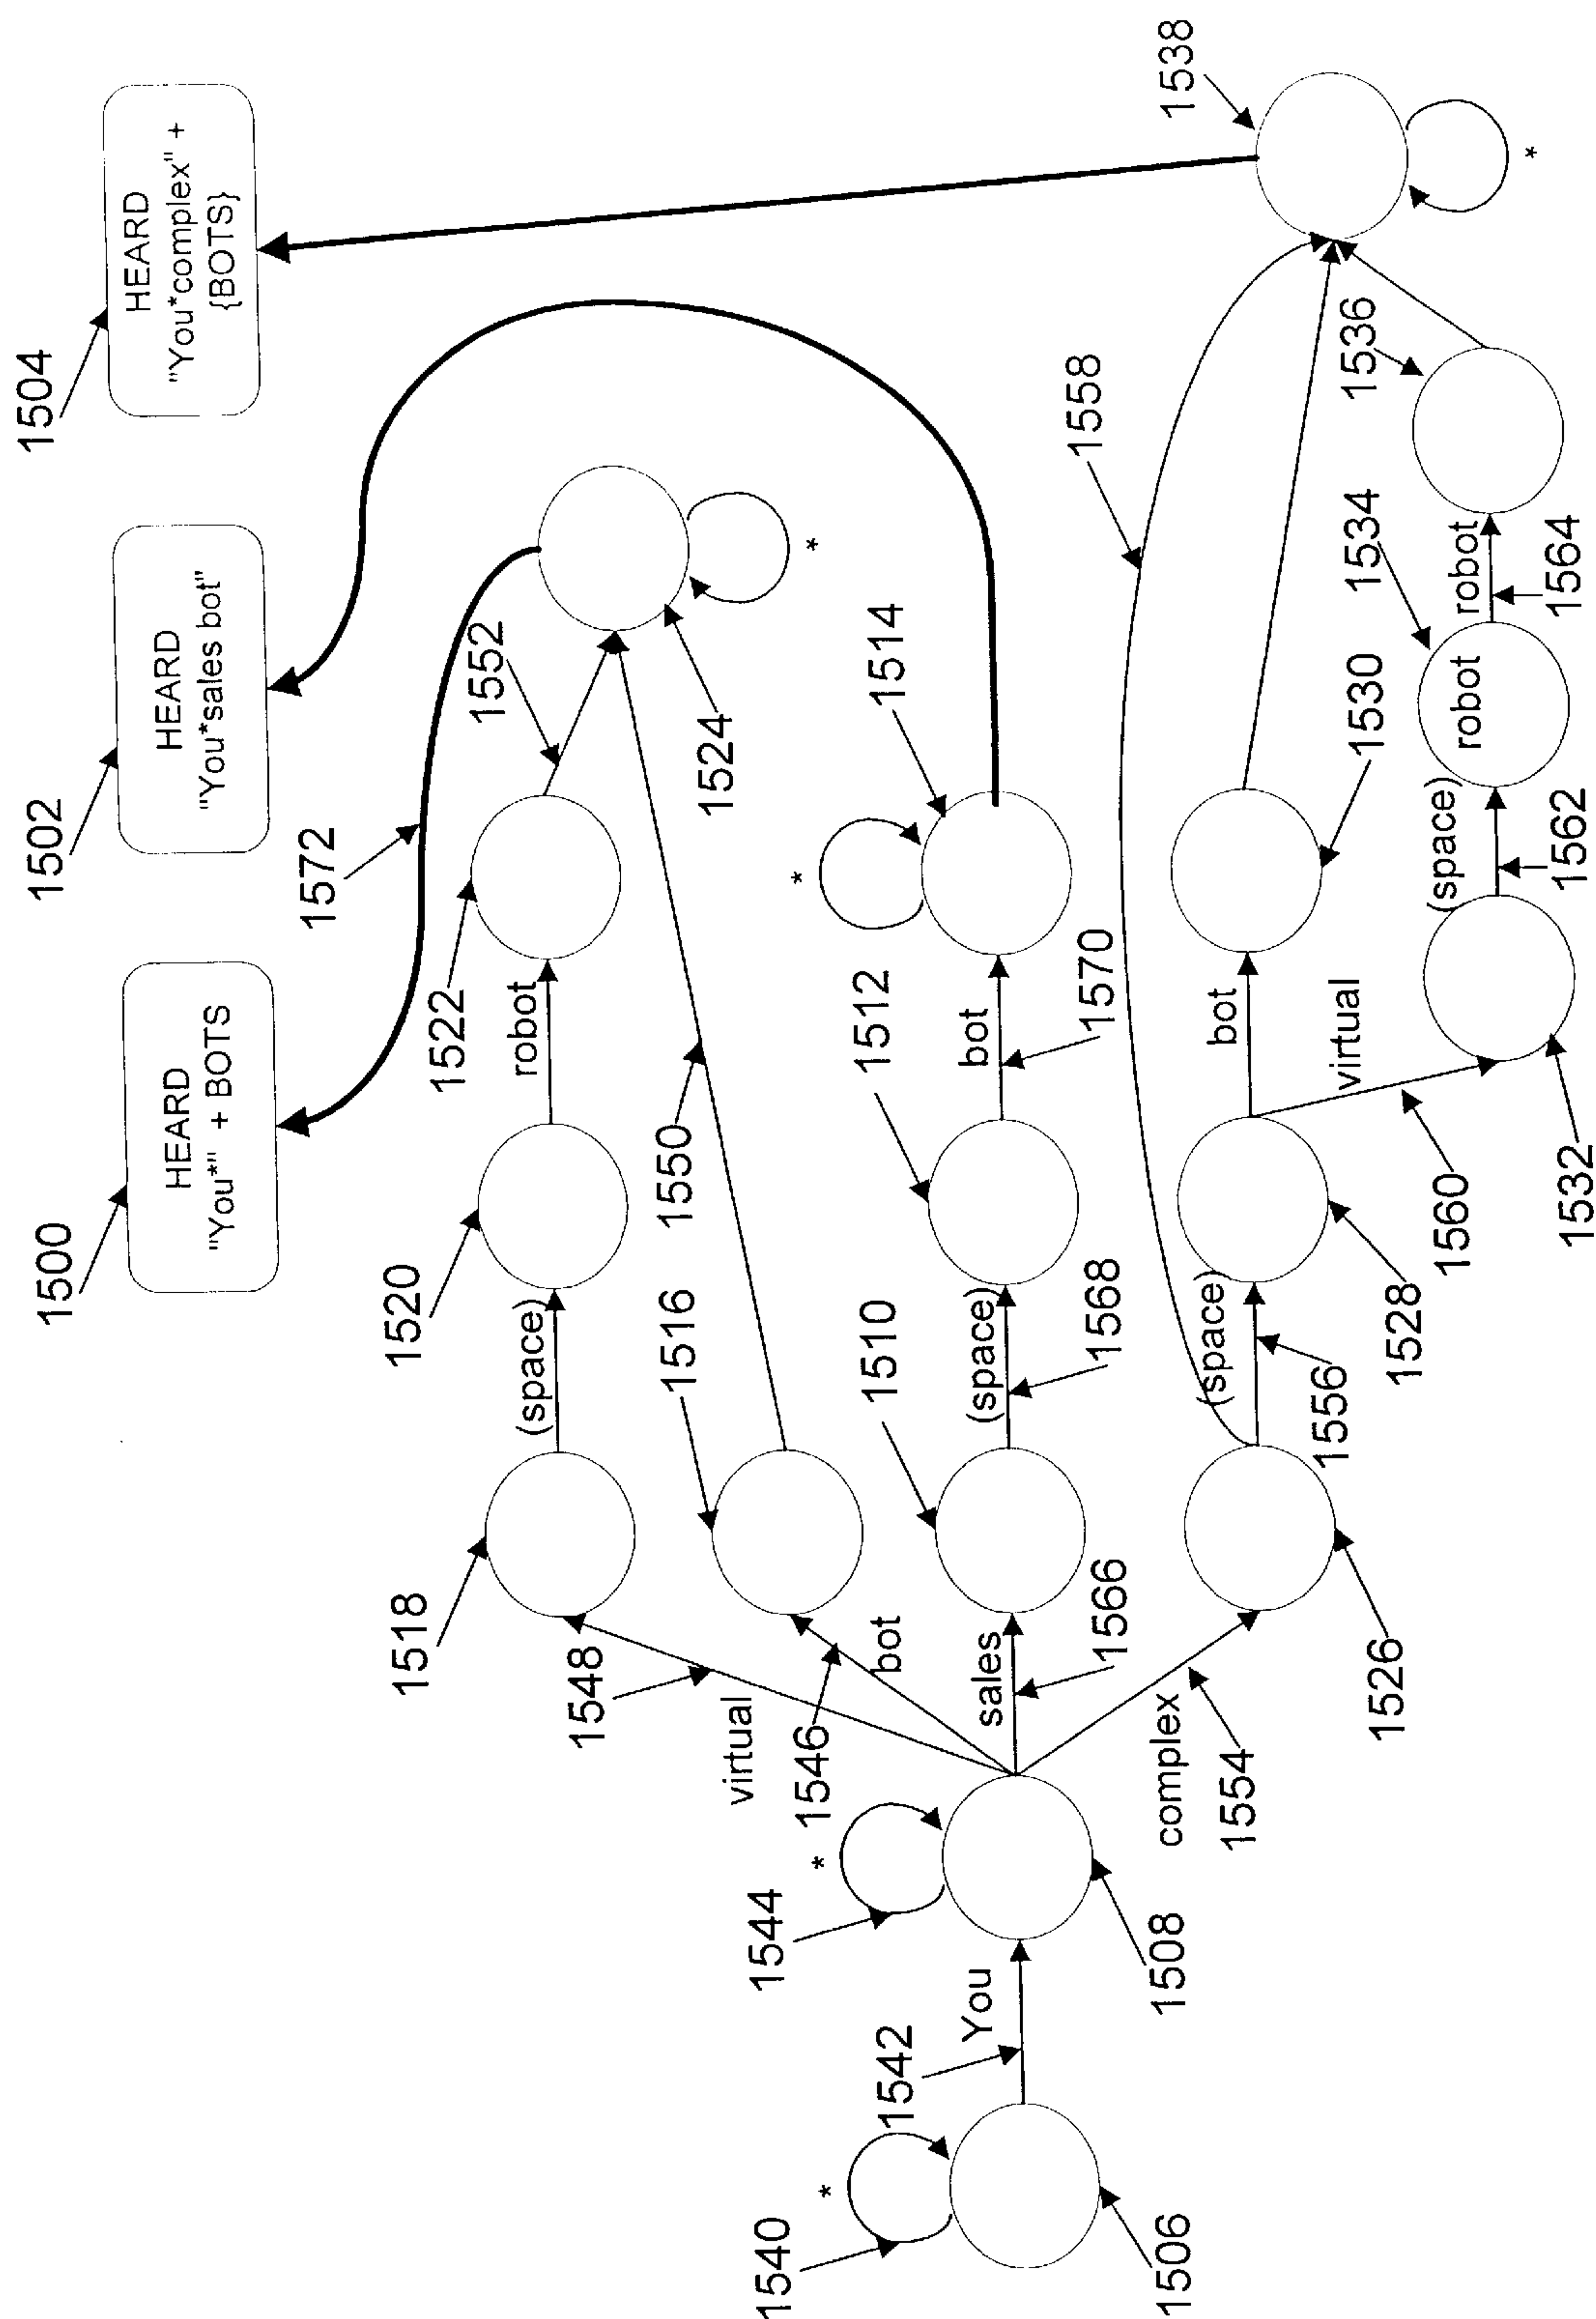 1500
HEARD
"You*" + BOTS
1502
HEARD
"You*sales bot"
1504
HEARD
"You*complex" +
{BOTS}
1572
1518
1520
1522
1552
(space)
robot
1548
virtual
1516
1550
1524
*
1546
bot
1540
*
1544
*
1542
You
1506
1508
sales
1566
1510
(space)
1568
1512
bot
1570
*
1514
complex
1554
1526
(space)
1556
1528
bot
1530
1558
1538
*
virtual
1560
1532
(space)
1562
robot
1534
robot
1564
1536